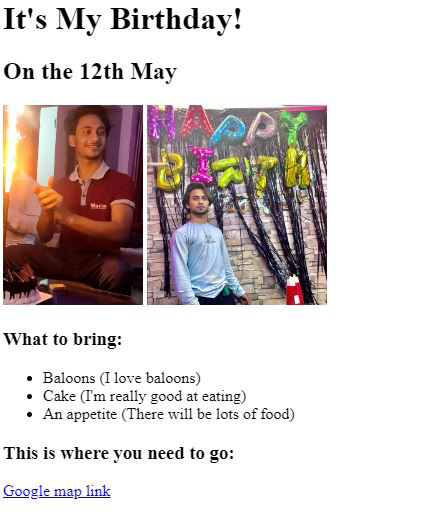 It's My Birthday!
On the 12th May
HAPPY
BIRTH
What to bring:
Baloons (I love baloons)
Cake (I'm really good at eating)
An appetite (There will be lots of food)
This is where you need to go:
Google map link